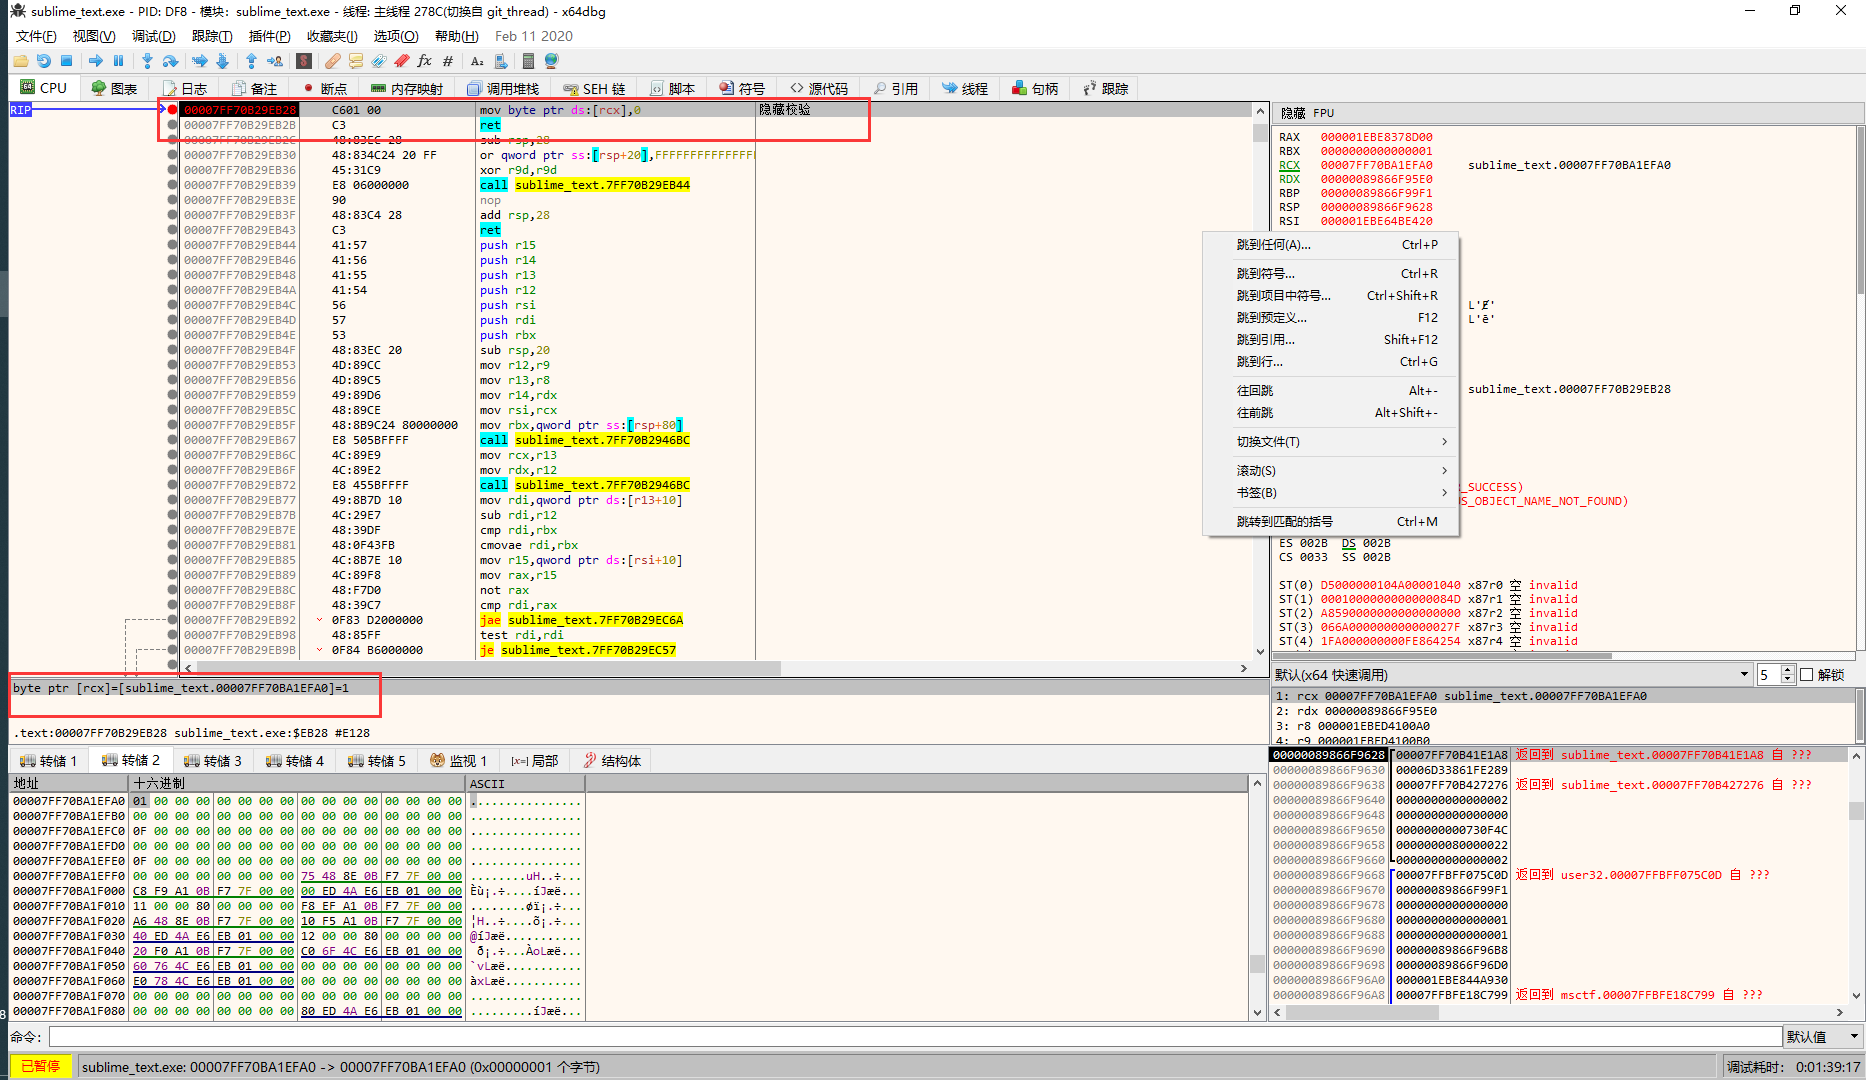 sublime_text.exe - PID: DF8 - 模块: sublime_text.exe - 线程: 主线程 278C(切换自 git_thread) - x64dbg
文件(F) 视图(V) 调试(D) 跟踪(T) 插件(P) 收藏夹(I) 选项(O) 帮助(H) Feb 11 2020
CPU 图表 日志 备注 断点 内存映射 调用堆栈 SEH 链 脚本 符号 源代码 引用 线程 句柄 跟踪
RIP
00007FF70B29EB28 C601 00 mov byte ptr ds:[rcx],0 隐藏校验
00007FF70B29EB2B C3 ret
00007FF70B29EB2C 48:83EC 28 sub rsp,28
00007FF70B29EB30 48:834C24 20 FF or qword ptr ss:[rsp+20],FFFFFFFFFFFFFFF
00007FF70B29EB36 45:31C9 xor r9d,r9d
00007FF70B29EB39 E8 06000000 call sublime_text.7FF70B29EB44
00007FF70B29EB3E 90 nop
00007FF70B29EB3F 48:83C4 28 add rsp,28
00007FF70B29EB43 C3 ret
00007FF70B29EB44 41:57 push r15
00007FF70B29EB46 41:56 push r14
00007FF70B29EB48 41:55 push r13
00007FF70B29EB4A 41:54 push r12
00007FF70B29EB4C 56 push rsi
00007FF70B29EB4D 57 push rdi
00007FF70B29EB4E 53 push rbx
00007FF70B29EB4F 48:83EC 20 sub rsp,20
00007FF70B29EB53 4D:89CC mov r12,r9
00007FF70B29EB56 4D:89C5 mov r13,r8
00007FF70B29EB59 49:89D6 mov r14,rdx
00007FF70B29EB5C 48:89CE mov rsi,rcx
00007FF70B29EB5F 48:8B9C24 80000000 mov rbx,qword ptr ss:[rsp+80]
00007FF70B29EB67 E8 505BFFFF call sublime_text.7FF70B2946BC
00007FF70B29EB6C 4C:89E9 mov rcx,r13
00007FF70B29EB6F 4C:89E2 mov rdx,r12
00007FF70B29EB72 E8 455BFFFF call sublime_text.7FF70B2946BC
00007FF70B29EB77 49:8B7D 10 mov rdi,qword ptr ds:[r13+10]
00007FF70B29EB7B 4C:29E7 sub rdi,r12
00007FF70B29EB7E 48:39DF cmp rdi,rbx
00007FF70B29EB81 48:0F43FB cmovae rdi,rbx
00007FF70B29EB85 4C:8B7E 10 mov r15,qword ptr ds:[rsi+10]
00007FF70B29EB89 4C:89F8 mov rax,r15
00007FF70B29EB8C 48:F7D0 not rax
00007FF70B29EB8F 48:39C7 cmp rdi,rax
00007FF70B29EB92 0F83 D2000000 jae sublime_text.7FF70B29EC6A
00007FF70B29EB98 48:85FF test rdi,rdi
00007FF70B29EB9B 0F84 B6000000 je sublime_text.7FF70B29EC57
byte ptr [rcx]=[sublime_text.00007FF70BA1EFA0]=1
.text:00007FF70B29EB28 sublime_text.exe:$EB28 #E128
隐藏 FPU
RAX 000001EBE8378D00
RBX 0000000000000001
RCX 00007FF70BA1EFA0 sublime_text.00007FF70BA1EFA0
RDX 00000089866F95E0
RBP 00000089866F99F1
RSP 00000089866F9628
RSI 000001EBE64BE420
跳到任何(A)... Ctrl+P
跳到符号... Ctrl+R
跳到项目中符号... Ctrl+Shift+R
跳到预定义... F12
跳到引用... Shift+F12
跳到行... Ctrl+G
往回跳 Alt+-
往前跳 Alt+Shift+-
切换文件(T)
滚动(S)
书签(B)
跳转到匹配的括号 Ctrl+M
L'ē'
sublime_text.00007FF70B29EB28
_SUCCESS)
US_OBJECT_NAME_NOT_FOUND)
ES 002B DS 002B
CS 0033 SS 002B
ST(0) D5000000104A00001040 x87r0 空 invalid
ST(1) 0001000000000000084D x87r1 空 invalid
ST(2) A8590000000000000000 x87r2 空 invalid
ST(3) 066A000000000000027F x87r3 空 invalid
ST(4) 1FA000000000FE864254 x87r4 空 invalid
默认(x64 快速调用) 5 解锁
1: rcx 00007FF70BA1EFA0 sublime_text.00007FF70BA1EFA0
2: rdx 00000089866F95E0
3: r8 000001EBED4100A0
4: r9 000001EBED4100B0
转储 1 转储 2 转储 3 转储 4 转储 5 监视 1 [x=] 局部 结构体
地址 十六进制 ASCII
00007FF70BA1EFA0 01 00 00 00 00 00 00 00 00 00 00 00 00 00 00 00 ................
00007FF70BA1EFB0 00 00 00 00 00 00 00 00 00 00 00 00 00 00 00 00 ................
00007FF70BA1EFC0 0F 00 00 00 00 00 00 00 00 00 00 00 00 00 00 00 ................
00007FF70BA1EFD0 00 00 00 00 00 00 00 00 00 00 00 00 00 00 00 00 ................
00007FF70BA1EFE0 0F 00 00 00 00 00 00 00 00 00 00 00 00 00 00 00 ................
00007FF70BA1EFF0 00 00 00 00 00 00 00 00 75 48 8E 0B F7 7F 00 00 ........uH..÷...
00007FF70BA1F000 C8 F9 A1 0B F7 7F 00 00 00 ED 4A E6 EB 01 00 00 Èù¡.÷....íJæë...
00007FF70BA1F010 11 00 00 80 00 00 00 00 F8 EF A1 0B F7 7F 00 00 ........øï¡.÷...
00007FF70BA1F020 A6 48 8E 0B F7 7F 00 00 10 F5 A1 0B F7 7F 00 00 ¦H..÷....õ¡.÷...
00007FF70BA1F030 40 ED 4A E6 EB 01 00 00 12 00 00 80 00 00 00 00 @íJæë...........
00007FF70BA1F040 20 F0 A1 0B F7 7F 00 00 C0 6F 4C E6 EB 01 00 00 ð¡.÷...ÀoLæë...
00007FF70BA1F050 60 76 4C E6 EB 01 00 00 00 00 00 00 00 00 00 00 `vLæë...........
00007FF70BA1F060 E0 78 4C E6 EB 01 00 00 00 00 00 00 00 00 00 00 àxLæë...........
00007FF70BA1F070 00 00 00 00 00 00 00 00 00 00 00 00 00 00 00 00 ................
00007FF70BA1F080 00 00 00 00 00 00 00 00 80 ED 4A E6 EB 01 00 00 .........íJæë...
00000089866F9628 00007FF70B41E1A8 返回到 sublime_text.00007FF70B41E1A8 自 ???
00000089866F9630 00006D33861FE289
00000089866F9638 00007FF70B427276 返回到 sublime_text.00007FF70B427276 自 ???
00000089866F9640 0000000000000002
00000089866F9648 0000000000000000
00000089866F9650 0000000000730F4C
00000089866F9658 0000000080000022
00000089866F9660 0000000000000002
00000089866F9668 00007FFBFF075C0D 返回到 user32.00007FFBFF075C0D 自 ???
00000089866F9670 00000089866F99F1
00000089866F9678 0000000000000000
00000089866F9680 0000000000000001
00000089866F9688 0000000000000001
00000089866F9690 00000089866F96B8
00000089866F9698 00000089866F96D0
00000089866F96A0 000001EBE844A930
00000089866F96A8 00007FFBFE18C799 返回到 msctf.00007FFBFE18C799 自 ???
命令: 默认值
已暂停 sublime_text.exe: 00007FF70BA1EFA0 -> 00007FF70BA1EFA0 (0x00000001 个字节) 调试耗时: 0:01:39:17